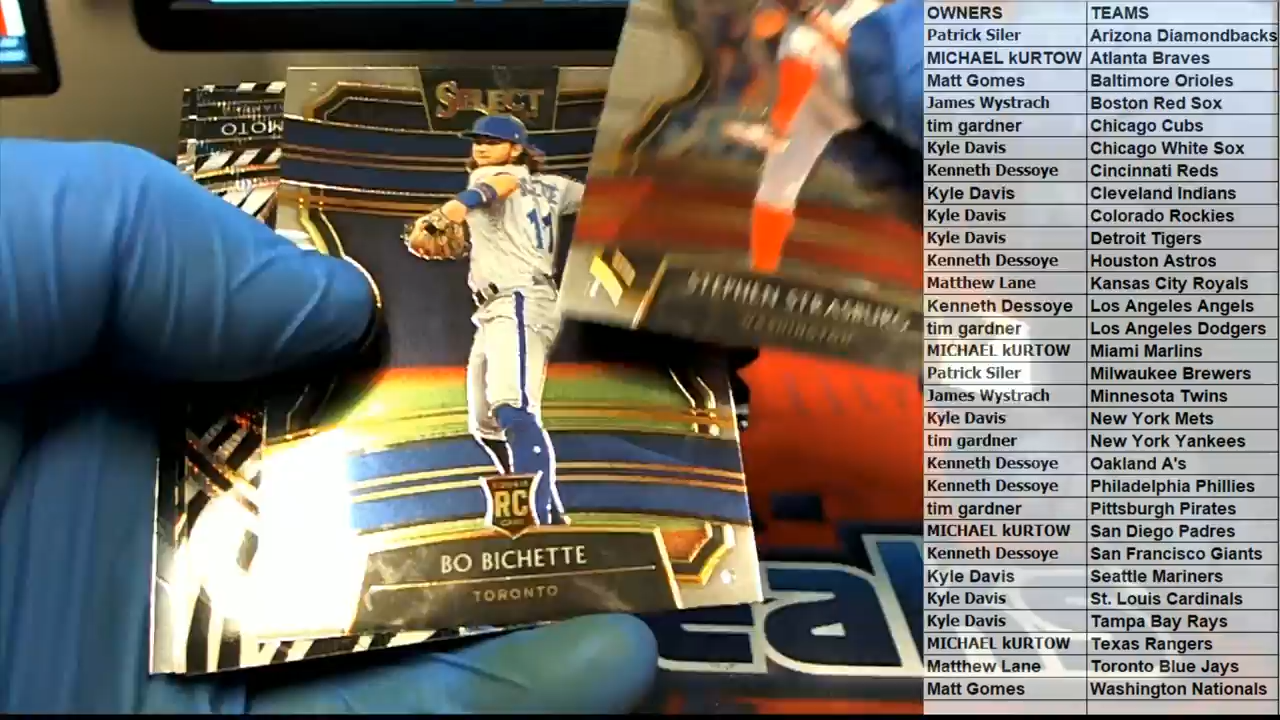 OWNERS TEAMS
Patrick Siler Arizona Diamondbacks
MICHAEL kURTOW Atlanta Braves
Matt Gomes Baltimore Orioles
James Wystrach Boston Red Sox
tim gardner Chicago Cubs
Kyle Davis Chicago White Sox
Kenneth Dessoye Cincinnati Reds
Kyle Davis Cleveland Indians
Kyle Davis Colorado Rockies
Kyle Davis Detroit Tigers
Kenneth Dessoye Houston Astros
Matthew Lane Kansas City Royals
Kenneth Dessoye Los Angeles Angels
tim gardner Los Angeles Dodgers
MICHAEL kURTOW Miami Marlins
Patrick Siler Milwaukee Brewers
James Wystrach Minnesota Twins
Kyle Davis New York Mets
tim gardner New York Yankees
Kenneth Dessoye Oakland A's
Kenneth Dessoye Philadelphia Phillies
tim gardner Pittsburgh Pirates
MICHAEL kURTOW San Diego Padres
Kenneth Dessoye San Francisco Giants
Kyle Davis Seattle Mariners
Kyle Davis St. Louis Cardinals
Kyle Davis Tampa Bay Rays
MICHAEL kURTOW Texas Rangers
Matthew Lane Toronto Blue Jays
Matt Gomes Washington Nationals
SELECT
MOTO
11
STEPHEN STRASBURG
WASHINGTON
RC
BO BICHETTE
TORONTO